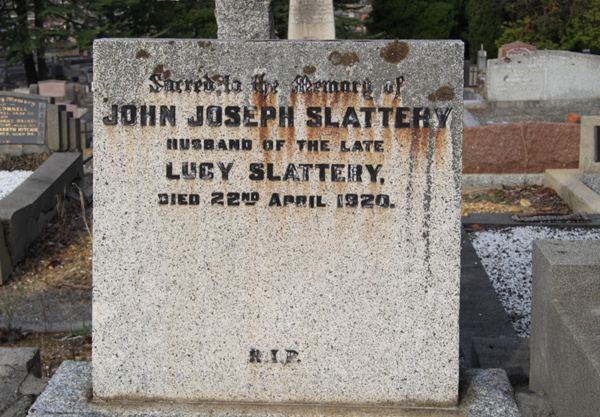 Sacred to the Memory of
JOHN JOSEPH SLATTERY
HUSBAND OF THE LATE
LUCY SLATTERY,
DIED 22ND APRIL 1920.
R.I.P.